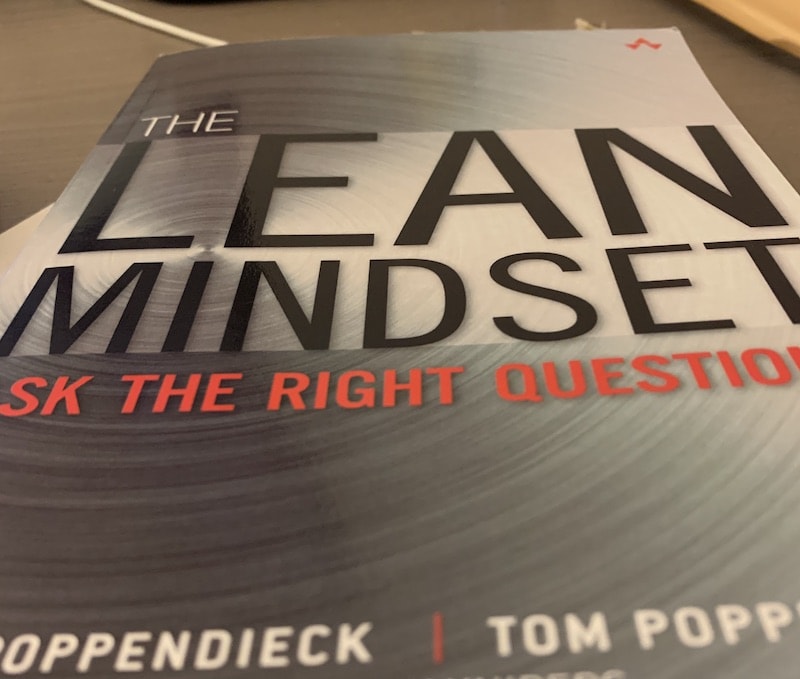 THE
LEAN
MINDSET
SK THE RIGHT QUESTIO
OPPENDIECK | TOM POPP